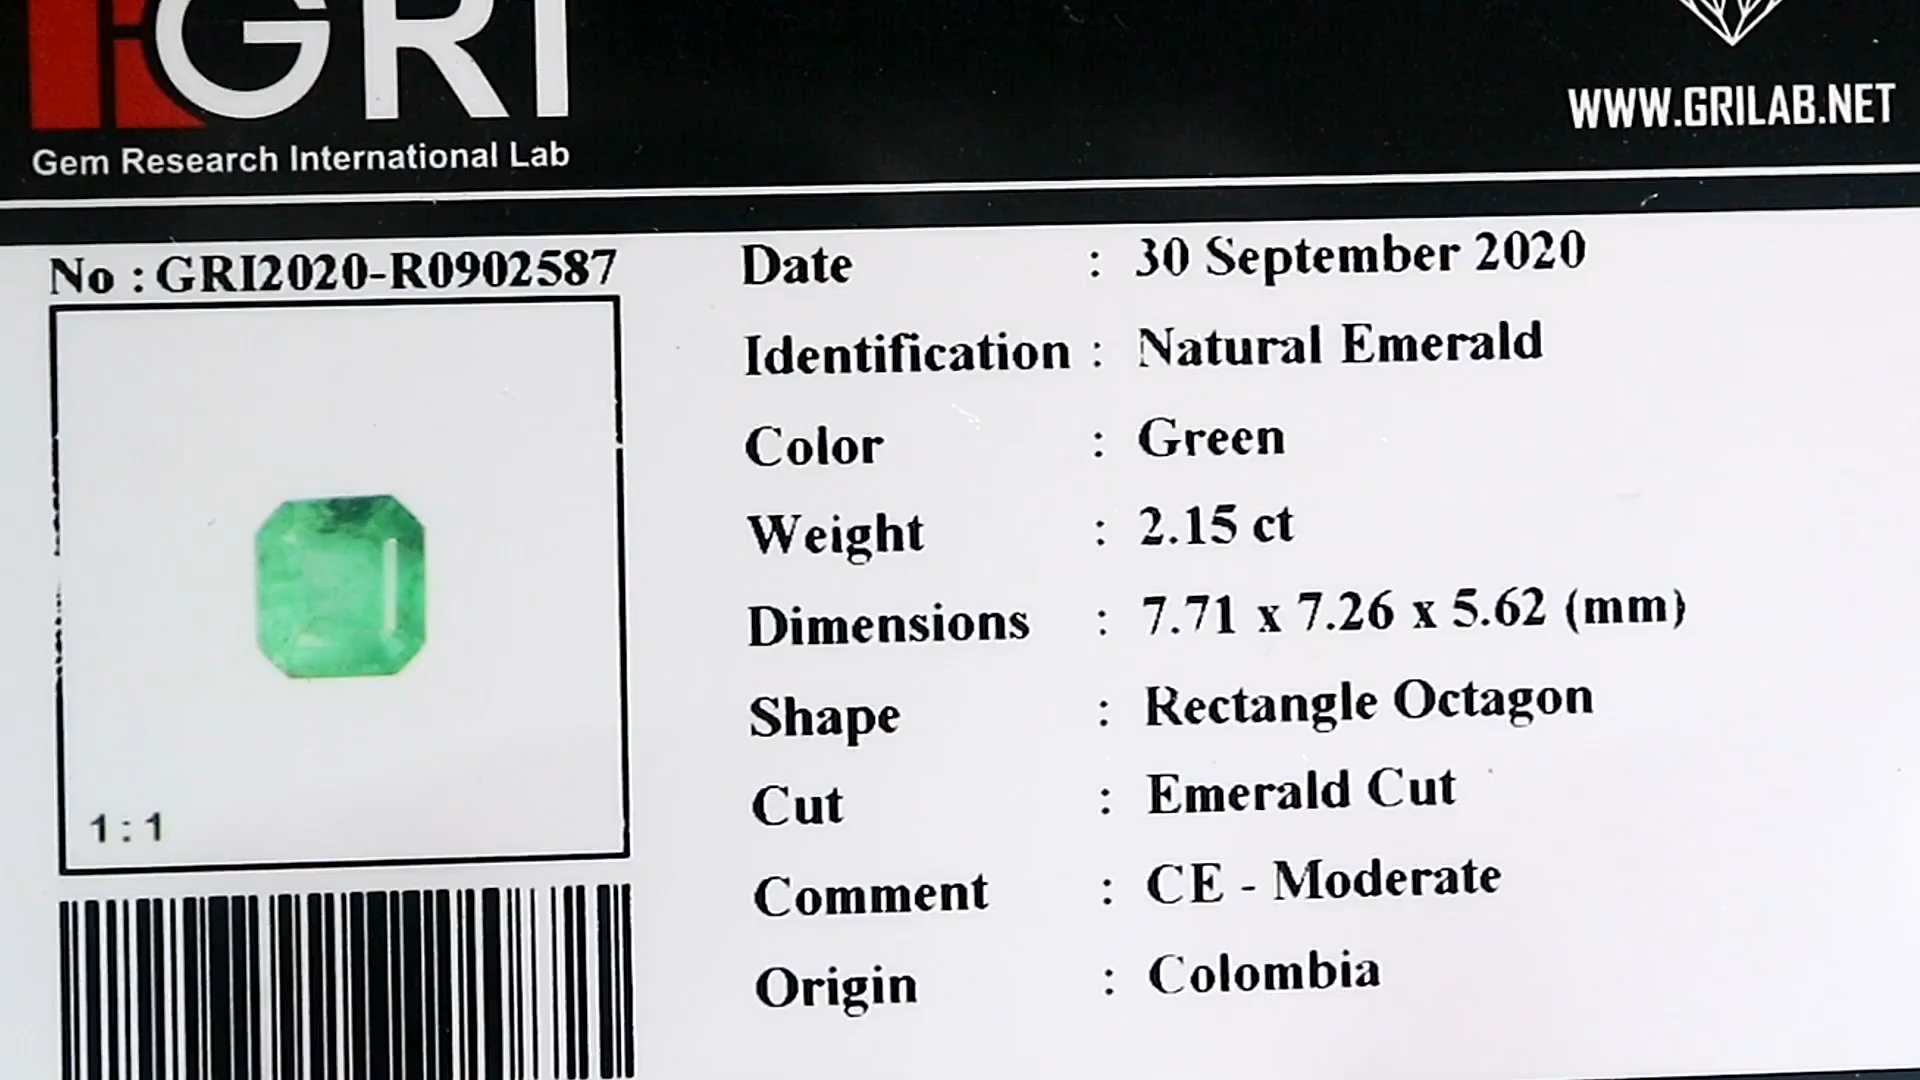 GRI
Gem Research International Lab
WWW.GRILAB.NET
No : GRI2020-R0902587
1 : 1
Date : 30 September 2020
Identification : Natural Emerald
Color : Green
Weight : 2.15 ct
Dimensions : 7.71 x 7.26 x 5.62 (mm)
Shape : Rectangle Octagon
Cut : Emerald Cut
Comment : CE - Moderate
Origin : Colombia